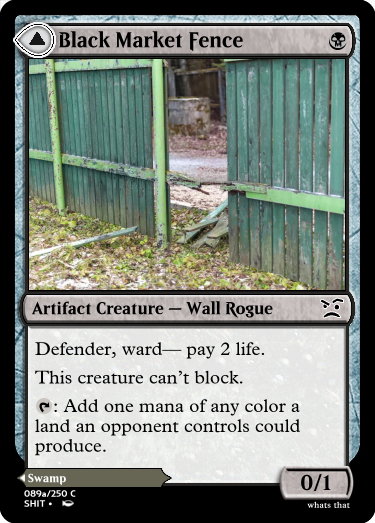 Black Market Fence
Artifact Creature — Wall Rogue
Defender, ward— pay 2 life.
This creature can't block.
: Add one mana of any color a
land an opponent controls could
produce.
Swamp
0/1
089a/250 C
SHIT •
whats that